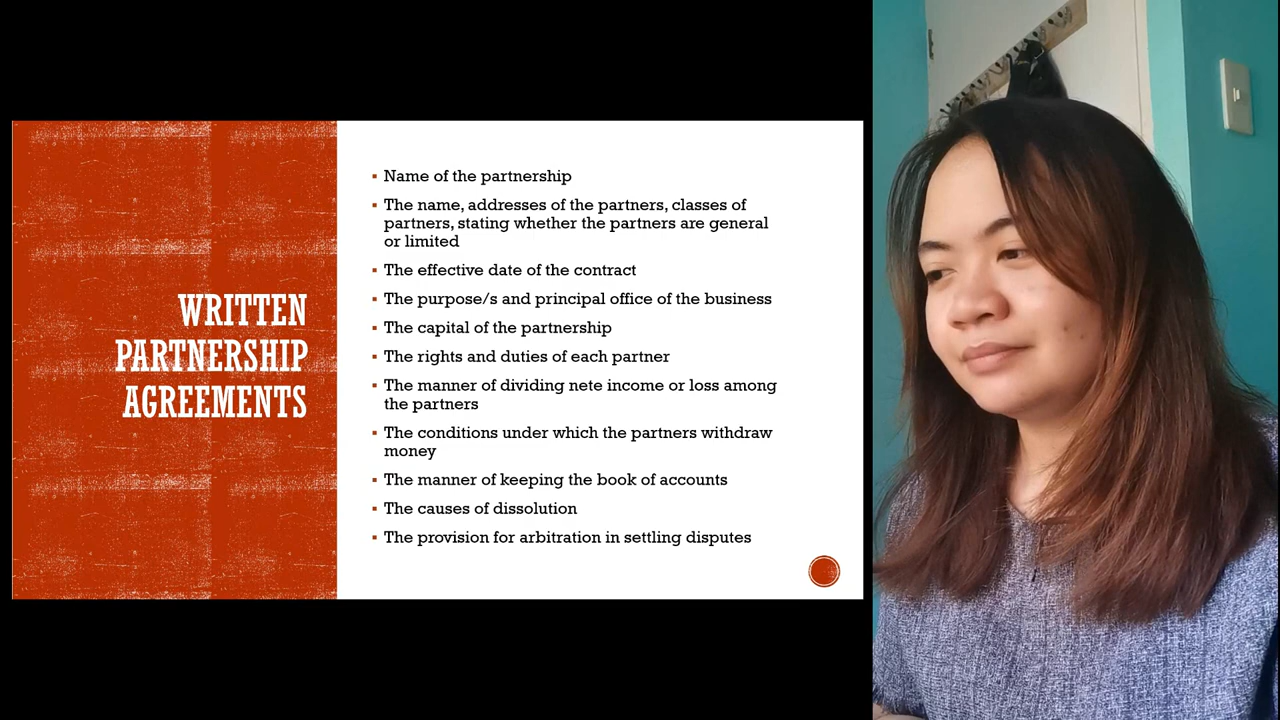 WRITTEN
PARTNERSHIP
AGREEMENTS
Name of the partnership
The name, addresses of the partners, classes of
partners, stating whether the partners are general
or limited
The effective date of the contract
The purpose/s and principal office of the business
The capital of the partnership
The rights and duties of each partner
The manner of dividing nete income or loss among
the partners
The conditions under which the partners withdraw
money
The manner of keeping the book of accounts
The causes of dissolution
The provision for arbitration in settling disputes